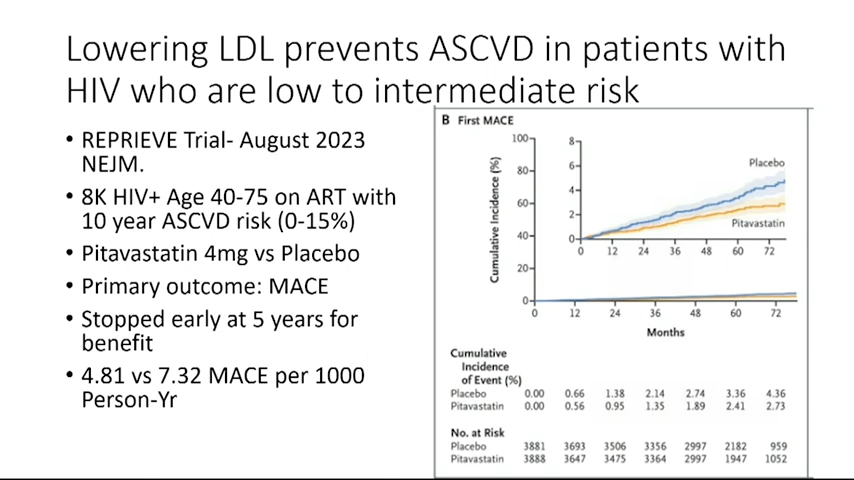 Lowering LDL prevents ASCVD in patients with
HIV who are low to intermediate risk
• REPRIEVE Trial- August 2023
NEJM.
• 8K HIV+ Age 40-75 on ART with
10 year ASCVD risk (0-15%)
• Pitavastatin 4mg vs Placebo
• Primary outcome: MACE
• Stopped early at 5 years for
benefit
• 4.81 vs 7.32 MACE per 1000
Person-Yr
B First MACE
Cumulative Incidence (%)
100
80
60
40
20
0
8
6
4
2
0
Placebo
Pitavastatin
0 12 24 36 48 60 72
0 12 24 36 48 60 72
Months
Cumulative
Incidence
of Event (%)
Placebo 0.00 0.66 1.38 2.14 2.74 3.36 4.36
Pitavastatin 0.00 0.56 0.95 1.35 1.89 2.41 2.73
No. at Risk
Placebo 3881 3693 3506 3356 2997 2182 959
Pitavastatin 3888 3647 3475 3364 2997 1947 1052